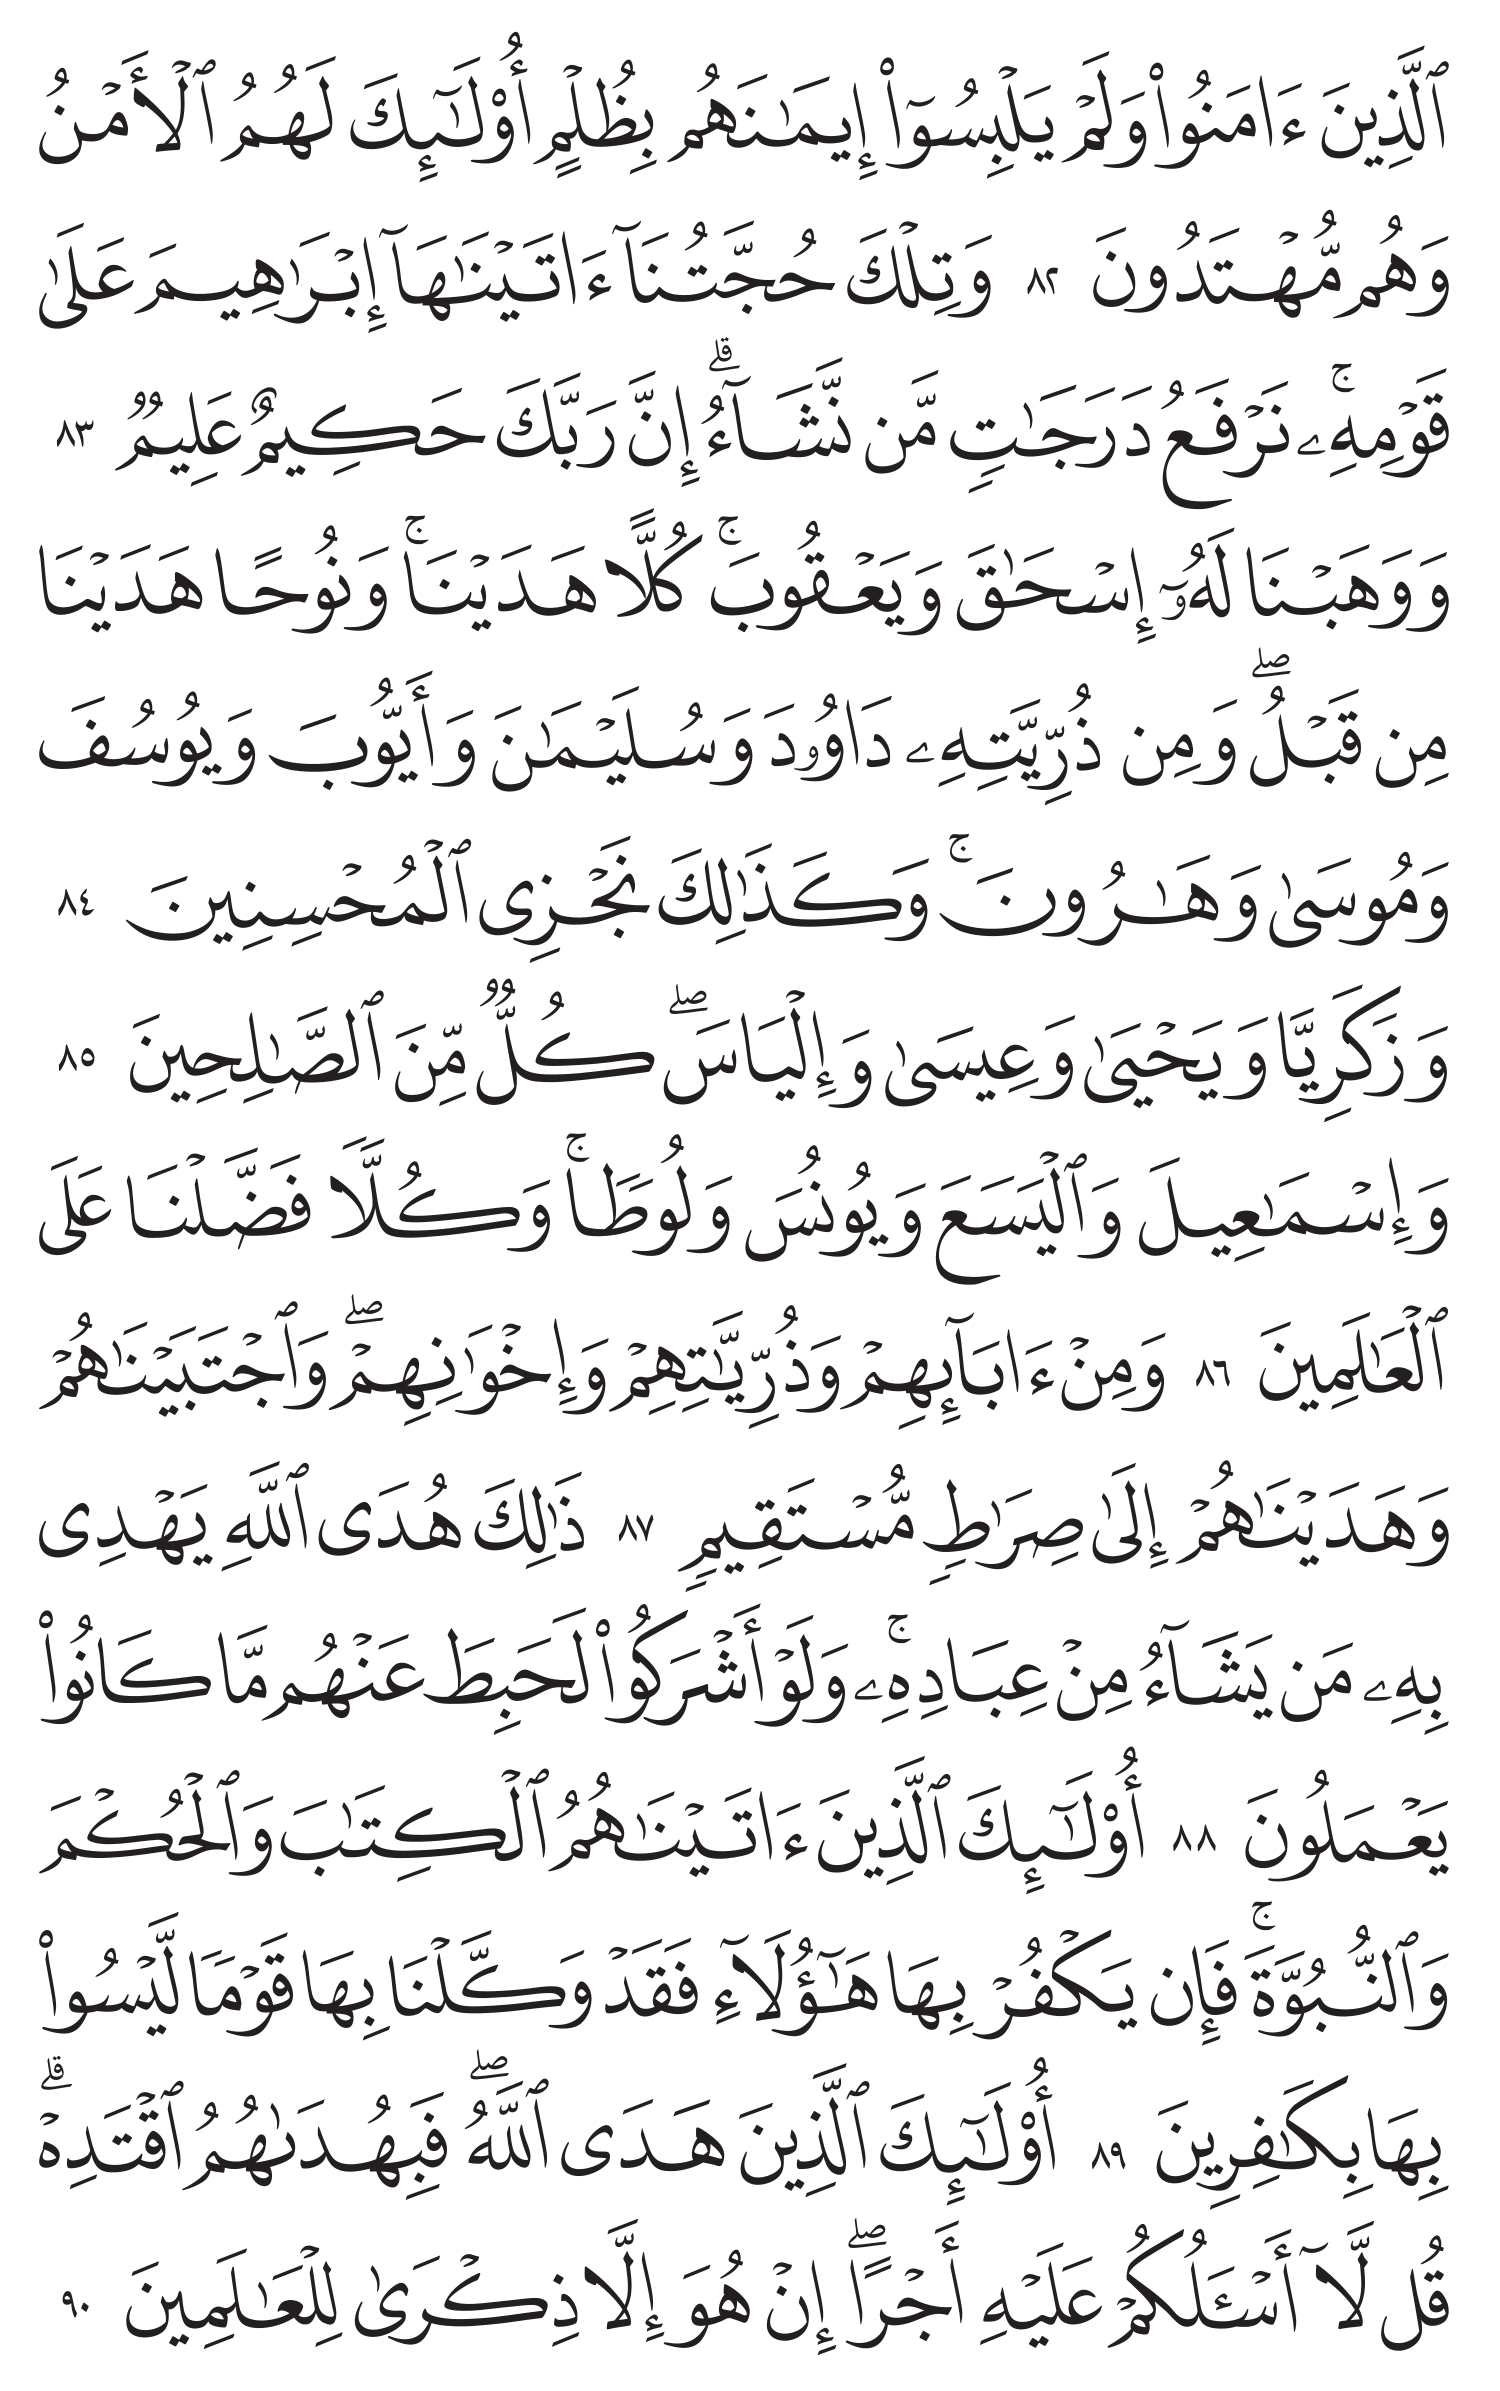 ٱلَّذِينَ ءَامَنُوا۟ وَلَمْ يَلْبِسُوٓا۟ إِيمَـٰنَهُم بِظُلْمٍ أُو۟لَـٰٓئِكَ لَهُمُ ٱلْأَمْنُ
وَهُم مُّهْتَدُونَ ٨٢ وَتِلْكَ حُجَّتُنَآ ءَاتَيْنَـٰهَآ إِبْرَٰهِيمَ عَلَىٰ
قَوْمِهِۦ ۚ نَرْفَعُ دَرَجَـٰتٍ مَّن نَّشَآءُ ۗ إِنَّ رَبَّكَ حَكِيمٌ عَلِيمٌ ٨٣
وَوَهَبْنَا لَهُۥٓ إِسْحَـٰقَ وَيَعْقُوبَ ۚ كُلًّا هَدَيْنَا ۚ وَنُوحًا هَدَيْنَا
مِن قَبْلُ ۖ وَمِن ذُرِّيَّتِهِۦ دَاوُۥدَ وَسُلَيْمَـٰنَ وَأَيُّوبَ وَيُوسُفَ
وَمُوسَىٰ وَهَـٰرُونَ ۚ وَكَذَٰلِكَ نَجْزِى ٱلْمُحْسِنِينَ ٨٤
وَزَكَرِيَّا وَيَحْيَىٰ وَعِيسَىٰ وَإِلْيَاسَ ۖ كُلٌّ مِّنَ ٱلصَّـٰلِحِينَ ٨٥
وَإِسْمَـٰعِيلَ وَٱلْيَسَعَ وَيُونُسَ وَلُوطًا ۚ وَكُلًّا فَضَّلْنَا عَلَى
ٱلْعَـٰلَمِينَ ٨٦ وَمِنْ ءَابَآئِهِمْ وَذُرِّيَّـٰتِهِمْ وَإِخْوَٰنِهِمْ ۖ وَٱجْتَبَيْنَـٰهُمْ
وَهَدَيْنَـٰهُمْ إِلَىٰ صِرَٰطٍ مُّسْتَقِيمٍ ٨٧ ذَٰلِكَ هُدَى ٱللَّهِ يَهْدِى
بِهِۦ مَن يَشَآءُ مِنْ عِبَادِهِۦ ۚ وَلَوْ أَشْرَكُوا۟ لَحَبِطَ عَنْهُم مَّا كَانُوا۟
يَعْمَلُونَ ٨٨ أُو۟لَـٰٓئِكَ ٱلَّذِينَ ءَاتَيْنَـٰهُمُ ٱلْكِتَـٰبَ وَٱلْحُكْمَ
وَٱلنُّبُوَّةَ ۚ فَإِن يَكْفُرْ بِهَا هَـٰٓؤُلَآءِ فَقَدْ وَكَّلْنَا بِهَا قَوْمًا لَّيْسُوا۟
بِهَا بِكَـٰفِرِينَ ٨٩ أُو۟لَـٰٓئِكَ ٱلَّذِينَ هَدَى ٱللَّهُ ۖ فَبِهُدَىٰهُمُ ٱقْتَدِهْ ۗ
قُل لَّآ أَسْـَٔلُكُمْ عَلَيْهِ أَجْرًا ۖ إِنْ هُوَ إِلَّا ذِكْرَىٰ لِلْعَـٰلَمِينَ ٩٠